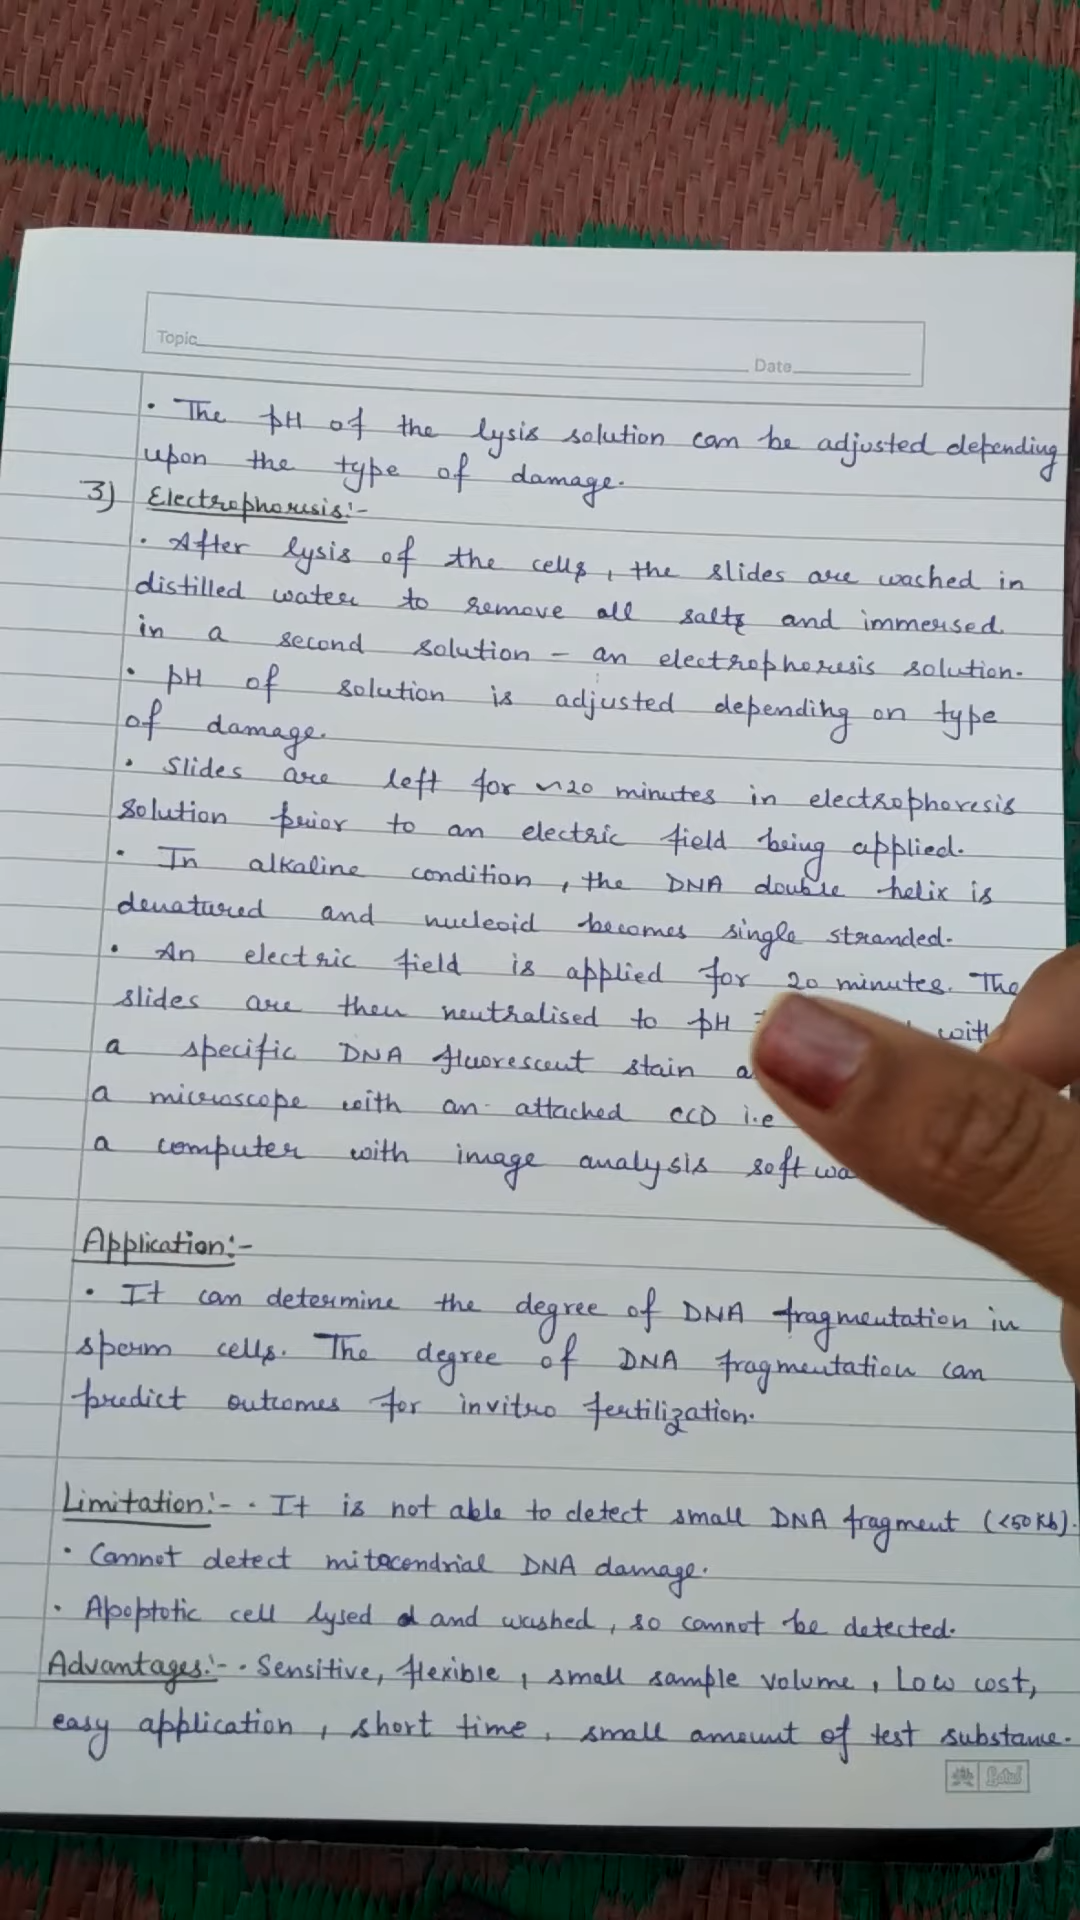 Topic
Date
• The pH of the lysis solution can be adjusted depending
upon the type of damage.
3) Electrophoresis:-
• After lysis of the cells, the slides are wached in
distilled water to remove all salts and immersed
in a second solution – an electrophoresis solution.
• pH of solution is adjusted depending on type
of damage.
• Slides are left for ~20 minutes in electrophoresis
solution prior to an electric field being applied.
• In alkaline condition, the DNA double helix is
denatured and nucleoid becomes single stranded.
• An electric field is applied for 20 minutes. The
slides are then neutralised to pH with
a specific DNA fluorescent stain
a microscope with an attached CCD i.e
a computer with image analysis
Application:-
• It can determine the degree of DNA fragmentation in
sperm cells. The degree of DNA fragmentation can
predict outcomes for invitro fertilization.
Limitation:- • It is not able to detect small DNA fragment (<50 Kb).
• Cannot detect mitocondrial DNA damage.
• Apoptotic cell lysed and washed, so cannot be detected.
Advantages:- • Sensitive, flexible, small sample volume, Low cost,
easy application, short time, small amount of test substance.
Lotus